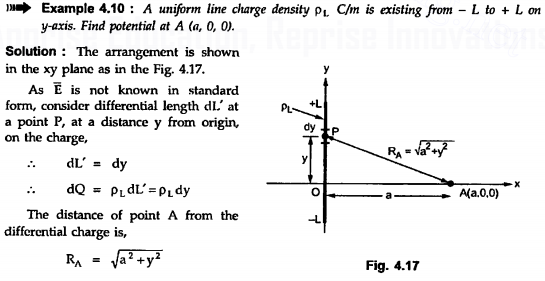 Example 4.10 : A uniform line charge density ρL C/m is existing from – L to + L on
y-axis. Find potential at A (a, 0, 0).
Solution : The arrangement is shown
in the xy plane as in the Fig. 4.17.
As E̅ is not known in standard
form, consider differential length dL′ at
a point P, at a distance y from origin,
on the charge,
∴ dL′ = dy
∴ dQ = ρL dL′ = ρL dy
The distance of point A from the
differential charge is,
RA = √(a² + y²)
y
+L
ρL
dy
P
RA = √(a²+y²)
y
O
a
A(a,0,0)
x
–L
Fig. 4.17